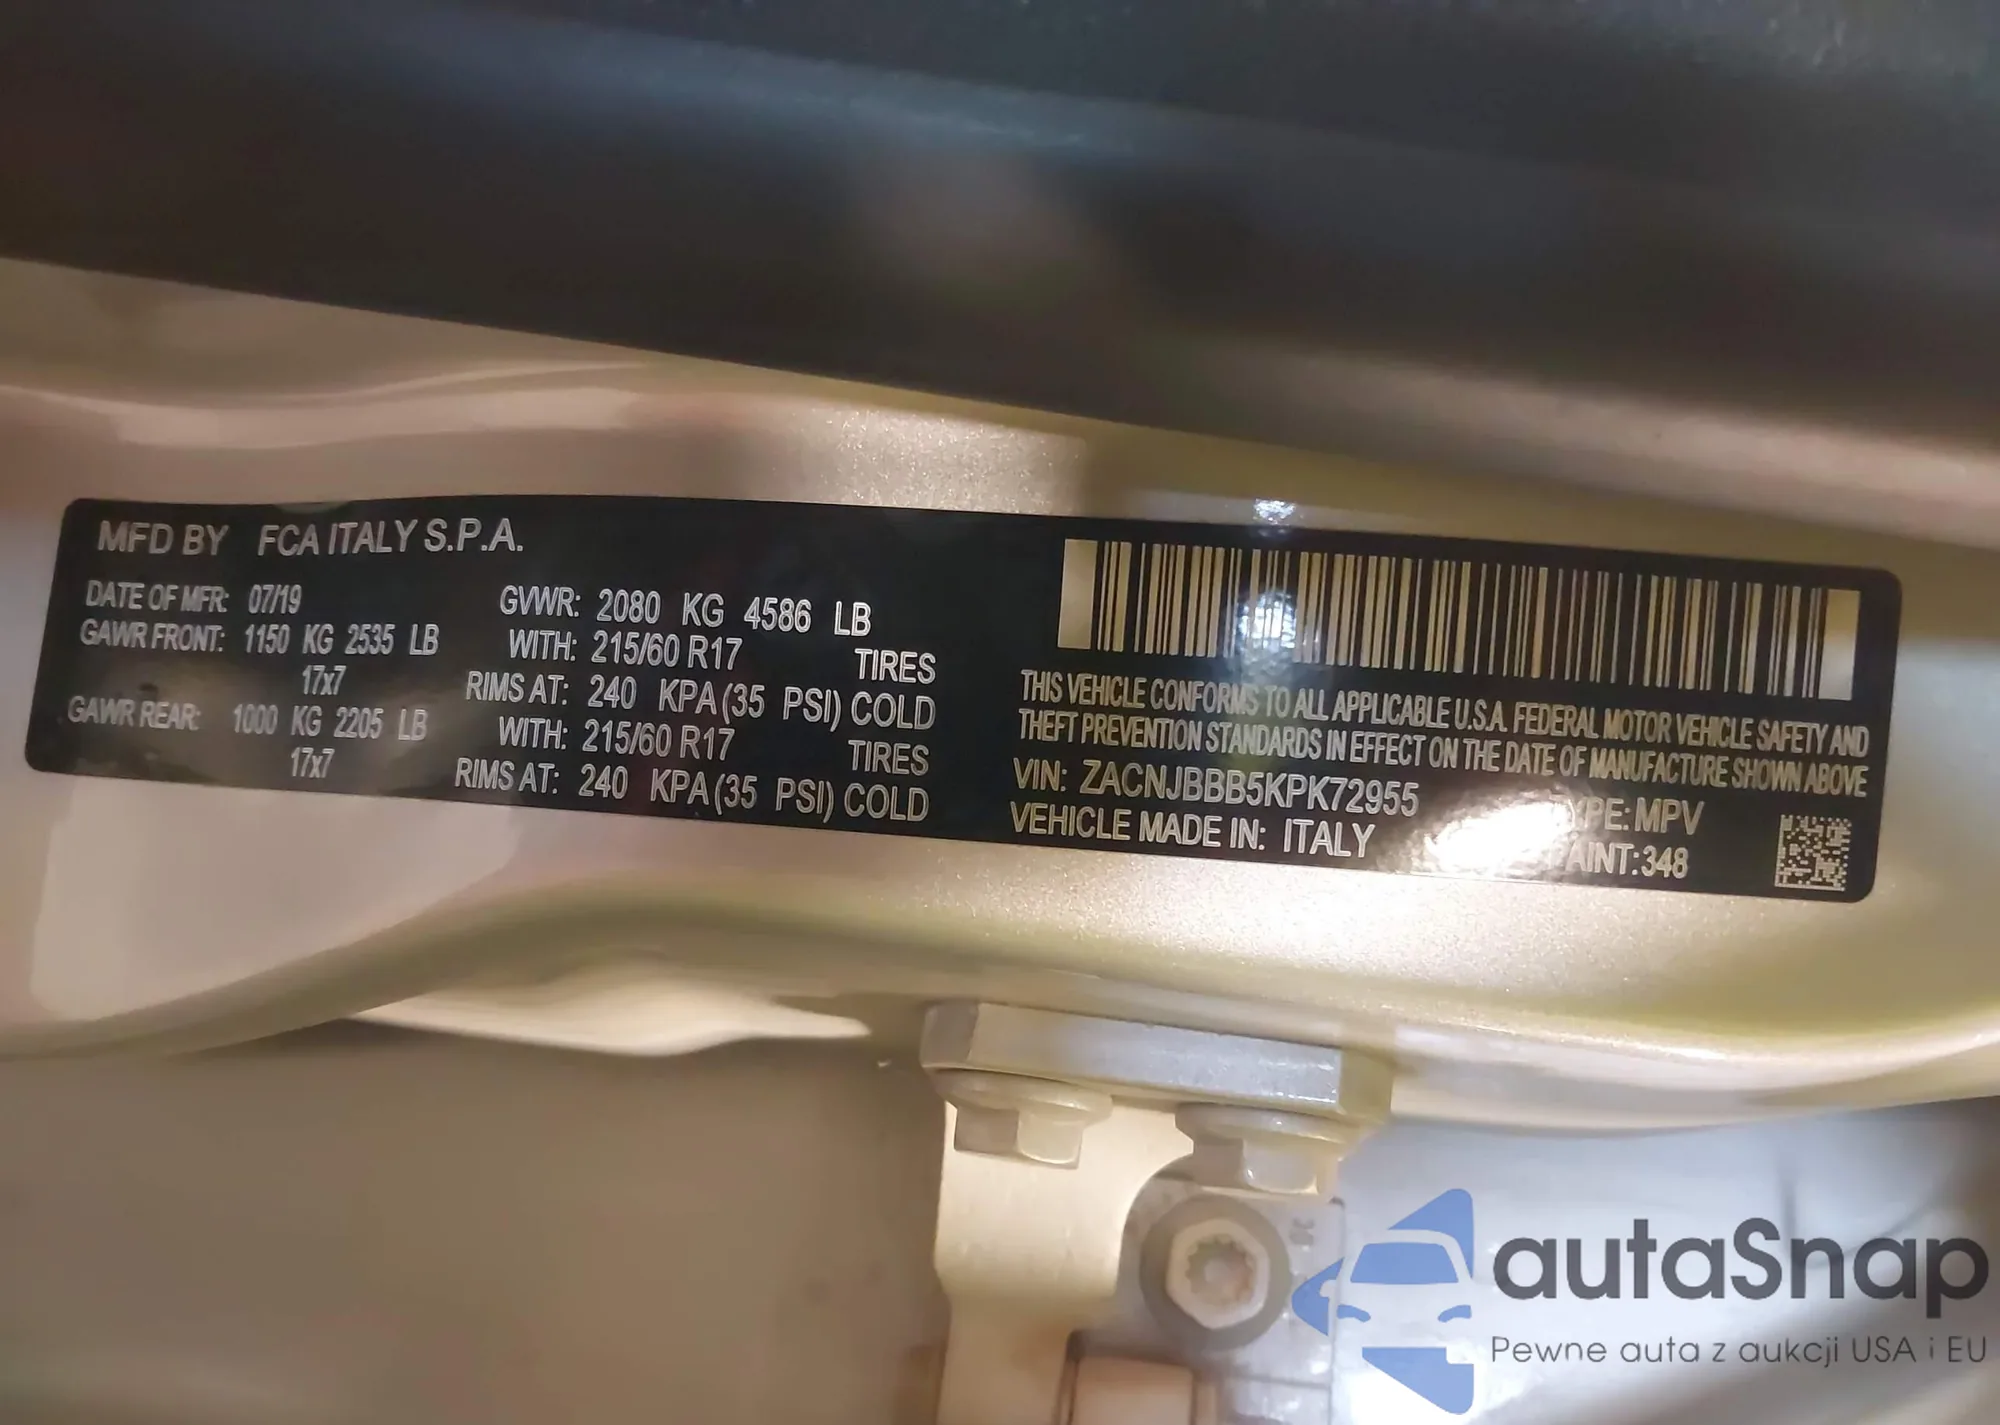 MFD BY FCA ITALY S.P.A.
DATE OF MFR: 07/19
GAWR FRONT: 1150 KG 2535 LB
17x7
GAWR REAR: 1000 KG 2205 LB
17x7
GVWR: 2080 KG 4586 LB
WITH: 215/60 R17 TIRES
RIMS AT: 240 KPA (35 PSI) COLD
WITH: 215/60 R17 TIRES
RIMS AT: 240 KPA (35 PSI) COLD
THIS VEHICLE CONFORMS TO ALL APPLICABLE U.S.A. FEDERAL MOTOR VEHICLE SAFETY AND
THEFT PREVENTION STANDARDS IN EFFECT ON THE DATE OF MANUFACTURE SHOWN ABOVE
VIN: ZACNJBBB5KPK72955 TYPE: MPV
VEHICLE MADE IN: ITALY PAINT: 348
autaSnap
Pewne auta z aukcji USA i EU